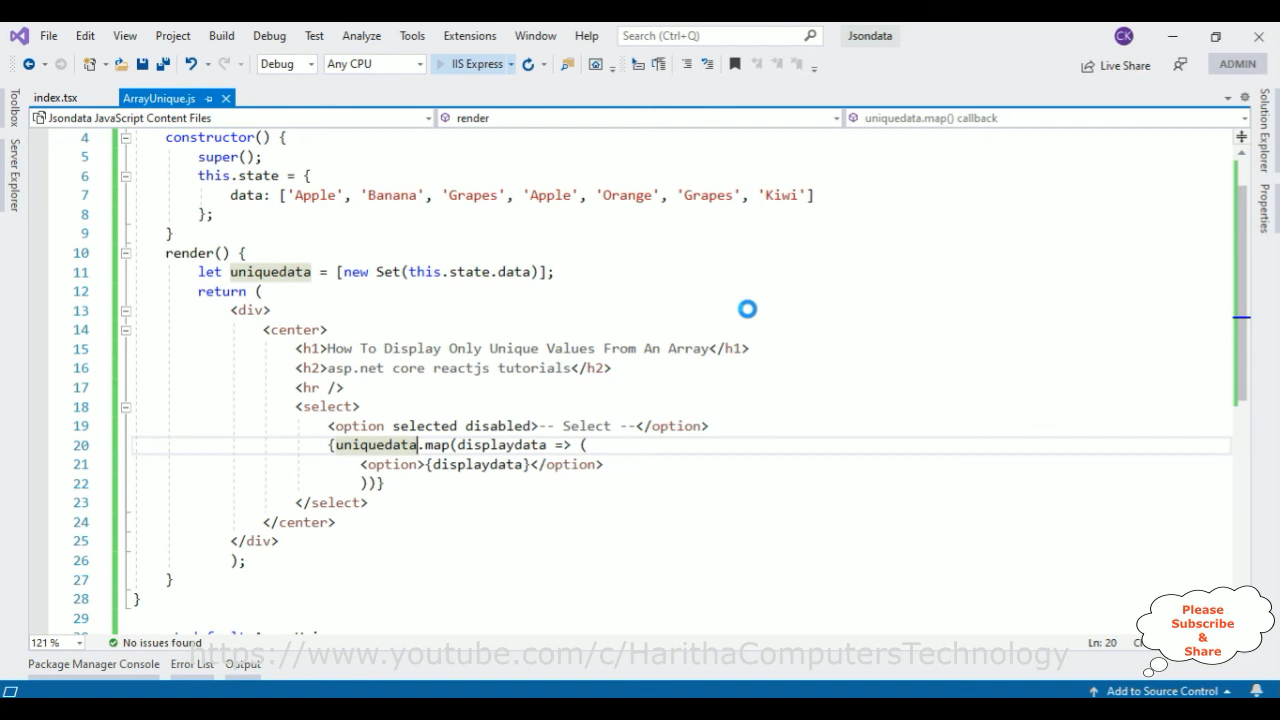 File Edit View Project Build Debug Test Analyze Tools Extensions Window Help Search (Ctrl+Q) Jsondata CK
Debug Any CPU IIS Express Live Share ADMIN
index.tsx ArrayUnique.js
Jsondata JavaScript Content Files render uniquedata.map() callback
Toolbox
Server Explorer
Solution Explorer
Properties
4 constructor() {
5 super();
6 this.state = {
7 data: ['Apple', 'Banana', 'Grapes', 'Apple', 'Orange', 'Grapes', 'Kiwi']
8 };
9 }
10 render() {
11 let uniquedata = [new Set(this.state.data)];
12 return (
13 <div>
14 <center>
15 <h1>How To Display Only Unique Values From An Array</h1>
16 <h2>asp.net core reactjs tutorials</h2>
17 <hr />
18 <select>
19 <option selected disabled>-- Select --</option>
20 {uniquedata.map(displaydata => (
21 <option>{displaydata}</option>
22 ))}
23 </select>
24 </center>
25 </div>
26 );
27 }
28 }
29
121 % No issues found Ln: 20
https://www.youtube.com/c/HarithaComputersTechnology
Package Manager Console Error List Output
Add to Source Control
Please
Subscribe
&
Share